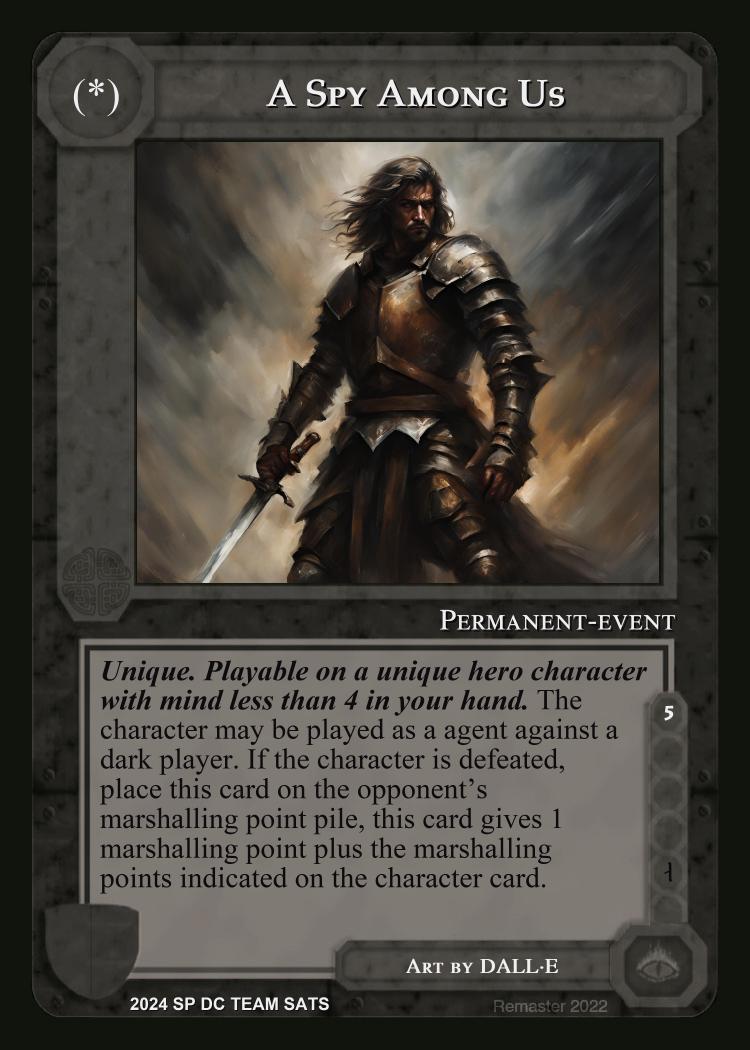 (*)
A Spy Among Us
Permanent-event
Unique. Playable on a unique hero character
with mind less than 4 in your hand. The
character may be played as a agent against a
dark player. If the character is defeated,
place this card on the opponent's
marshalling point pile, this card gives 1
marshalling point plus the marshalling
points indicated on the character card.
5
Art by DALL·E
2024 SP DC TEAM SATS
Remaster 2022